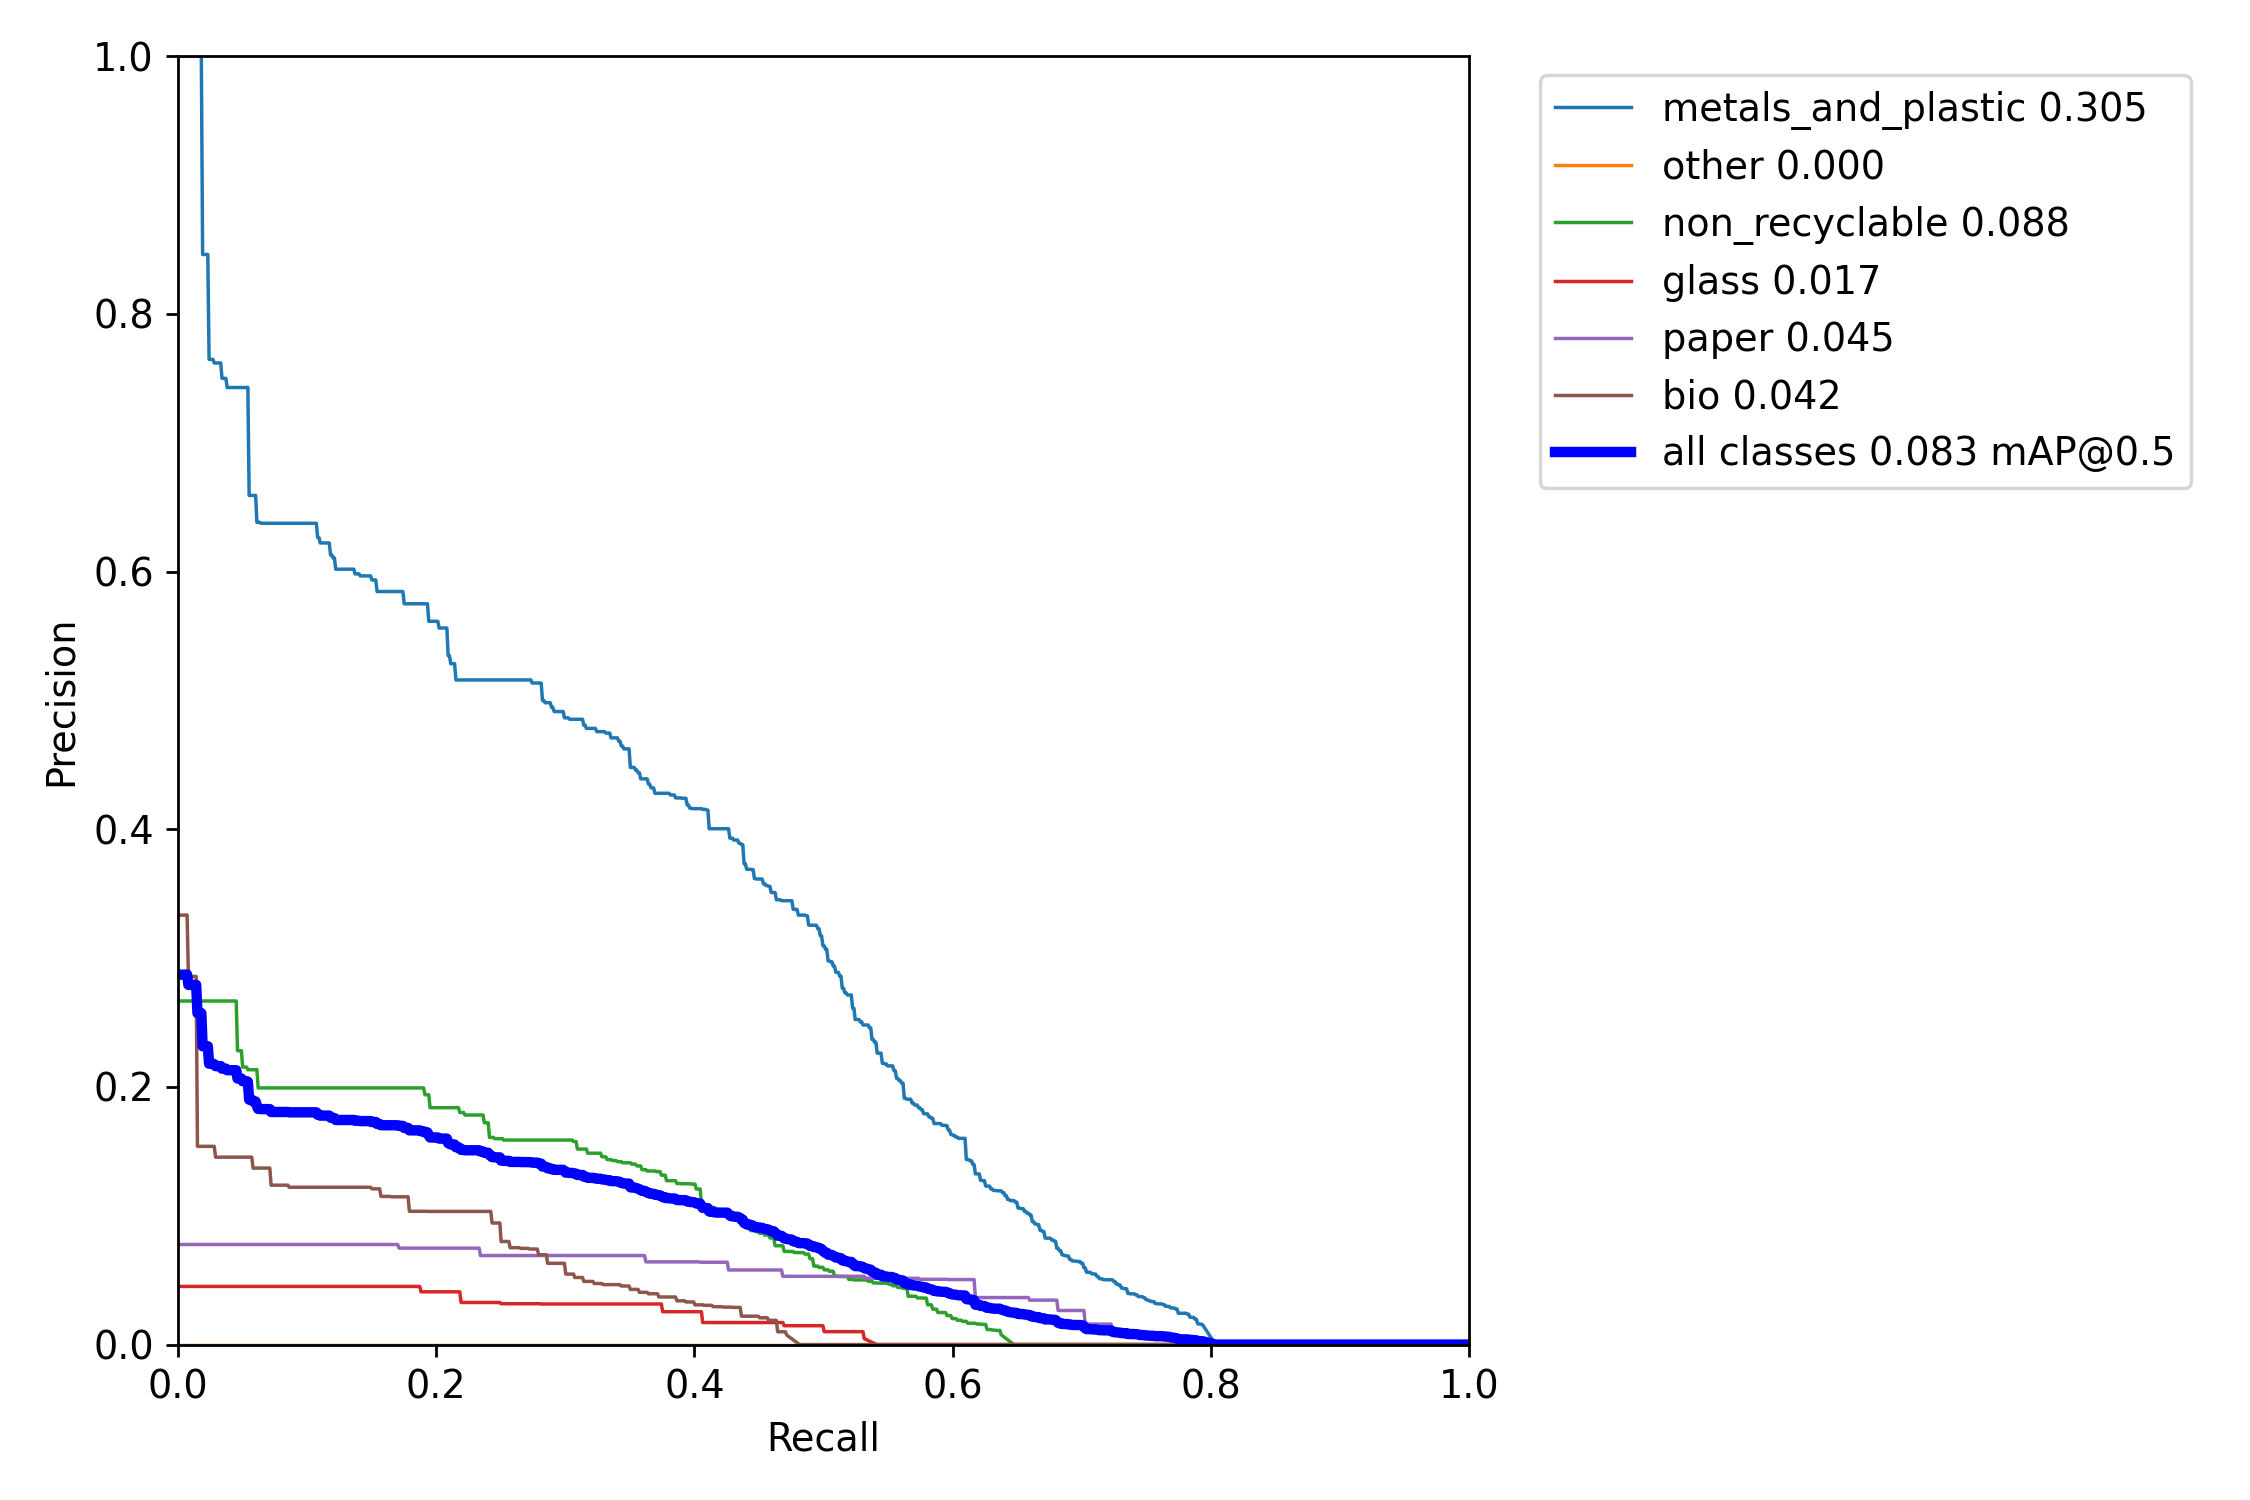 1.0
0.8
0.6
0.4
0.2
0.0
Precision
0.0 0.2 0.4 0.6 0.8 1.0
Recall
metals_and_plastic 0.305
other 0.000
non_recyclable 0.088
glass 0.017
paper 0.045
bio 0.042
all classes 0.083 mAP@0.5